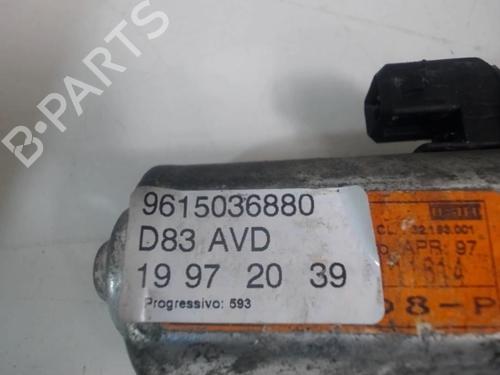 B-PARTS
9615036880
D83 AVD
19 97 20 39
Progressivo: 593
APR. 97